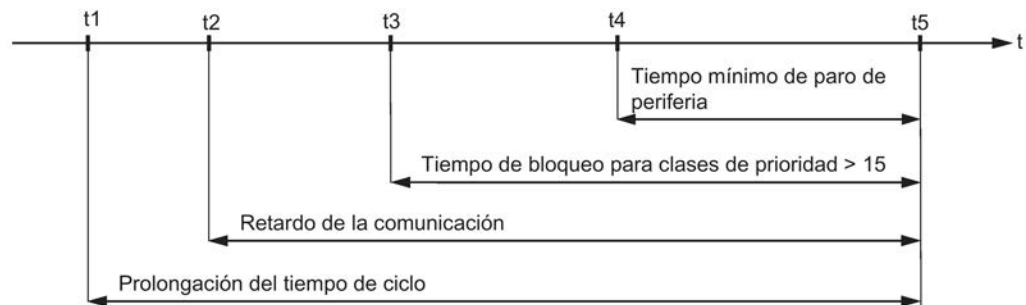 t1
t2
t3
t4
t5
t
Tiempo mínimo de paro de
periferia
Tiempo de bloqueo para clases de prioridad > 15
Retardo de la comunicación
Prolongación del tiempo de ciclo